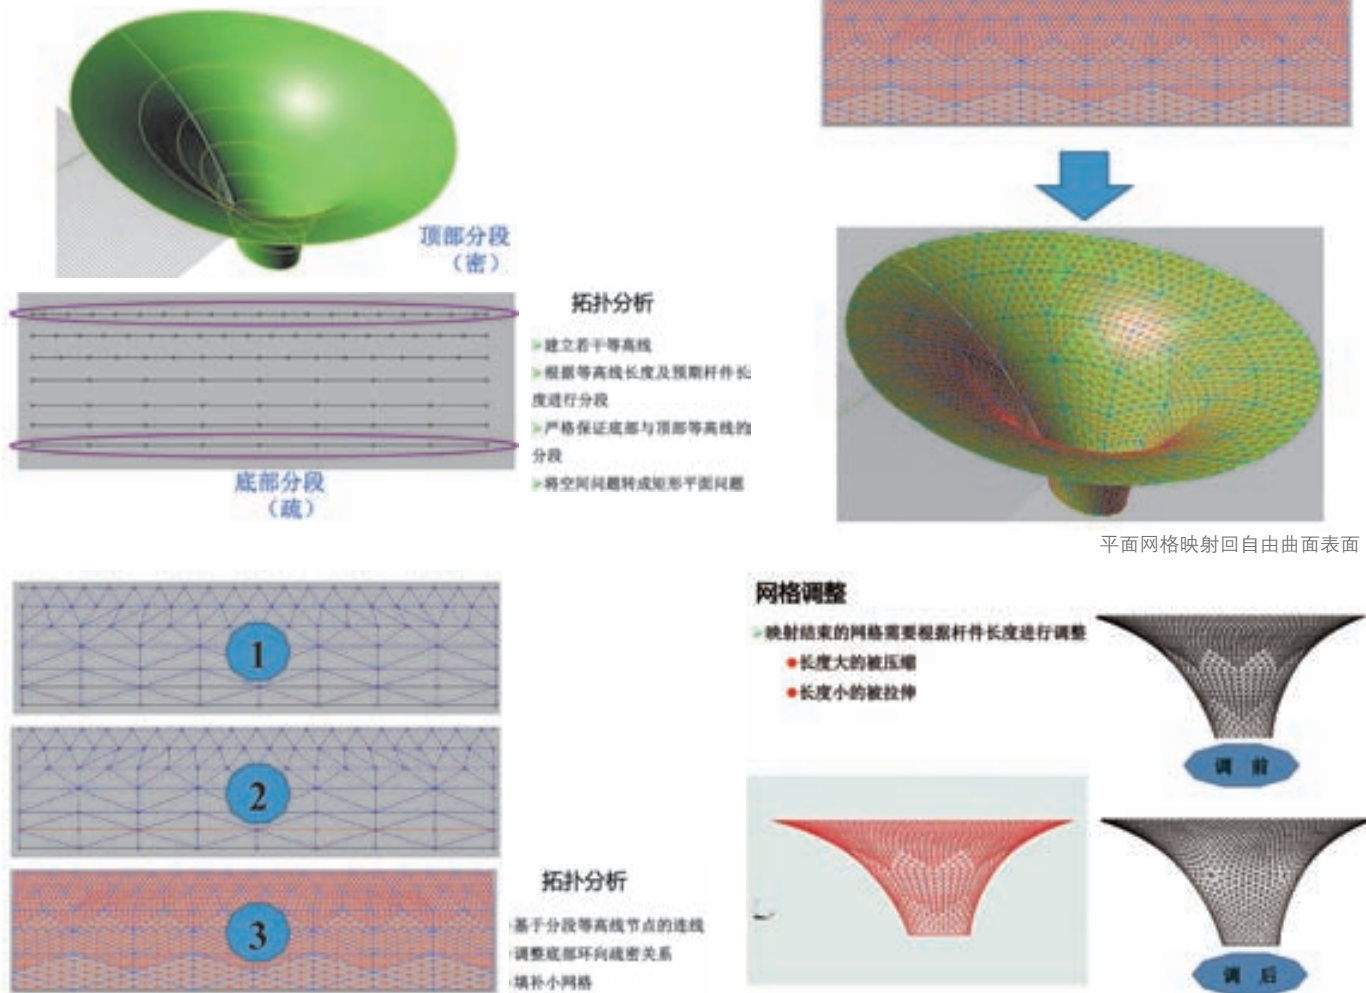 顶部分段
（密）
拓扑分析
建立若干等高线
根据等高线长度及预期杆件长
度进行分段
严格保证底部与顶部等高线的
分段
将空间问题转成矩形平面问题
底部分段
（疏）
平面网格映射回自由曲面表面
1
2
3
拓扑分析
基于分段等高线节点的连线
调整底部环向疏密关系
填补小网格
网格调整
映射结束的网格需要根据杆件长度进行调整
长度大的被压缩
长度小的被拉伸
调 前
调 后